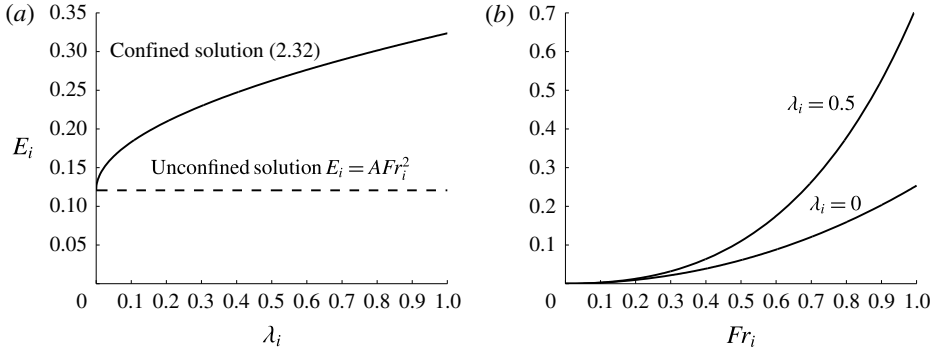 (a)
0.35
0.30
0.25
0.20
0.15
0.10
0.05
0
E_i
Confined solution (2.32)
Unconfined solution E_i = AFr_i^2
0.1 0.2 0.3 0.4 0.5 0.6 0.7 0.8 0.9 1.0
λ_i
(b)
0.7
0.6
0.5
0.4
0.3
0.2
0.1
0
λ_i = 0.5
λ_i = 0
0.1 0.2 0.3 0.4 0.5 0.6 0.7 0.8 0.9 1.0
Fr_i